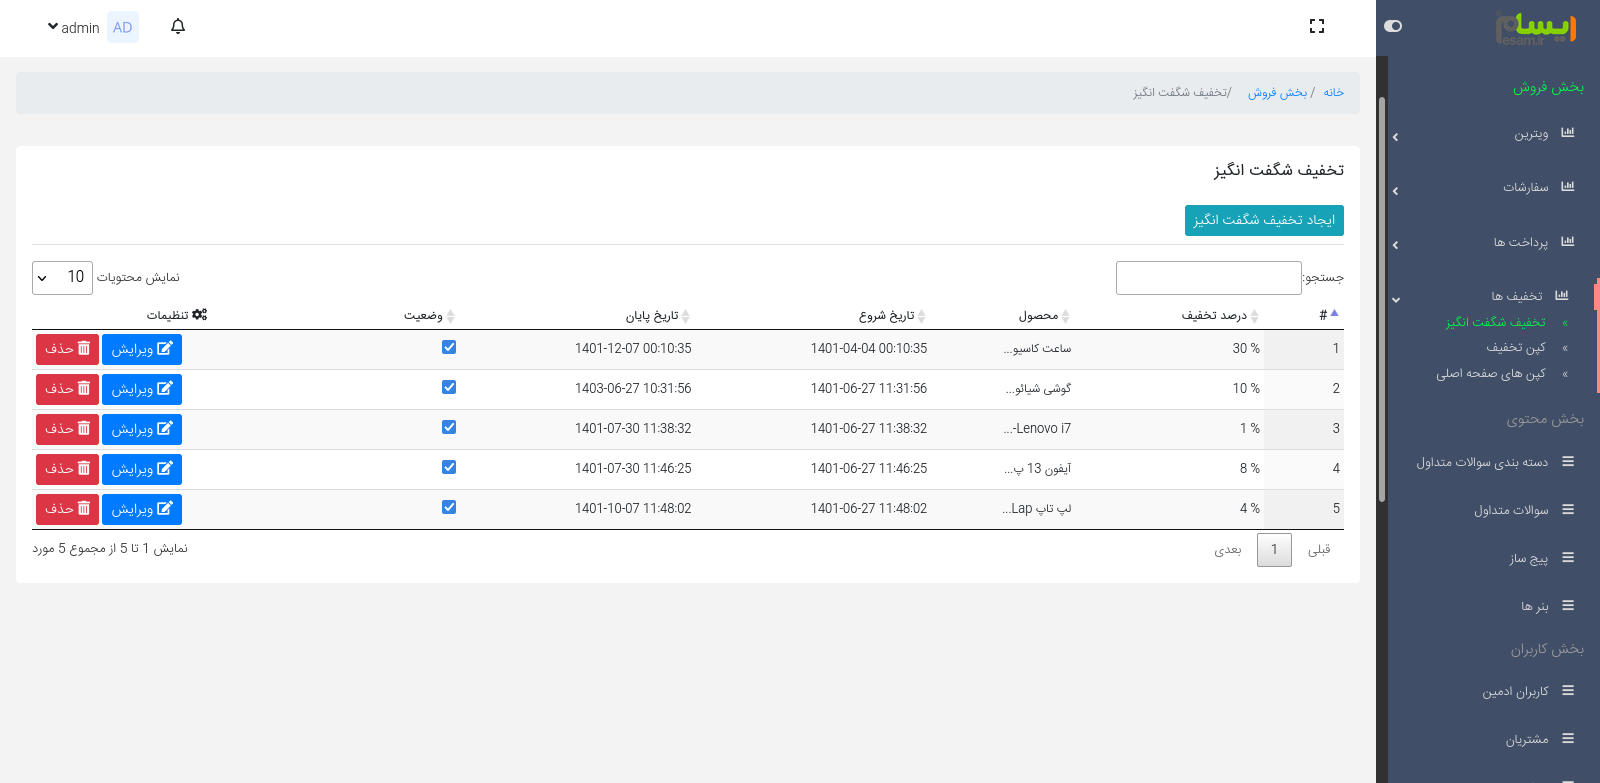 ایسام
esam.ir
admin
AD
بخش فروش
ویترین
سفارشات
پرداخت ها
تخفیف ها
» تخفیف شگفت انگیز
» کپن تخفیف
» کپن های صفحه اصلی
بخش محتوی
دسته بندی سوالات متداول
سوالات متداول
پیج ساز
بنر ها
بخش کاربران
کاربران ادمین
مشتریان
خانه / بخش فروش /تخفیف شگفت انگیز
تخفیف شگفت انگیز
ایجاد تخفیف شگفت انگیز
جستجو:
نمایش محتویات 10
# درصد تخفیف محصول تاریخ شروع تاریخ پایان وضعیت تنظیمات
1 30 % ساعت کاسیو... 1401-04-04 00:10:35 1401-12-07 00:10:35 ویرایش حذف
2 10 % گوشی شیائو... 1401-06-27 11:31:56 1403-06-27 10:31:56 ویرایش حذف
3 1 % Lenovo i7-... 1401-06-27 11:38:32 1401-07-30 11:38:32 ویرایش حذف
4 8 % آیفون 13 پ... 1401-06-27 11:46:25 1401-07-30 11:46:25 ویرایش حذف
5 4 % لپ تاپ Lap... 1401-06-27 11:48:02 1401-10-07 11:48:02 ویرایش حذف
قبلی 1 بعدی
نمایش 1 تا 5 از مجموع 5 مورد